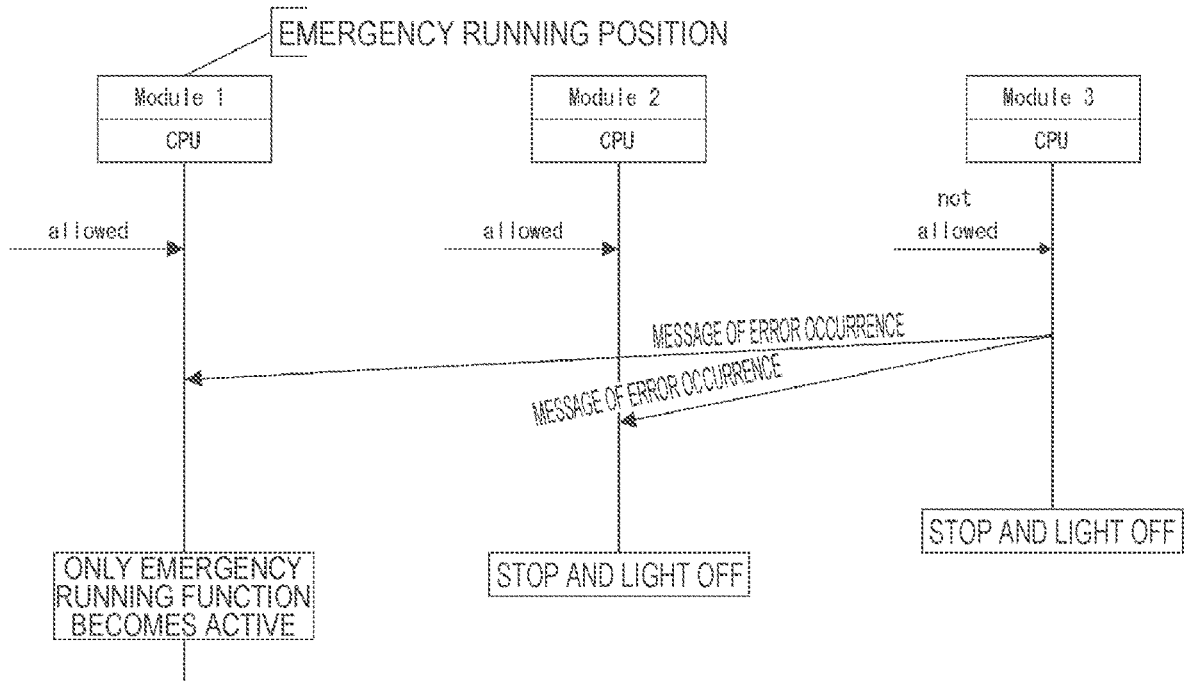 EMERGENCY RUNNING POSITION
Module 1
CPU
Module 2
CPU
Module 3
CPU
allowed
allowed
not
allowed
MESSAGE OF ERROR OCCURRENCE
MESSAGE OF ERROR OCCURRENCE
STOP AND LIGHT OFF
ONLY EMERGENCY
RUNNING FUNCTION
BECOMES ACTIVE
STOP AND LIGHT OFF